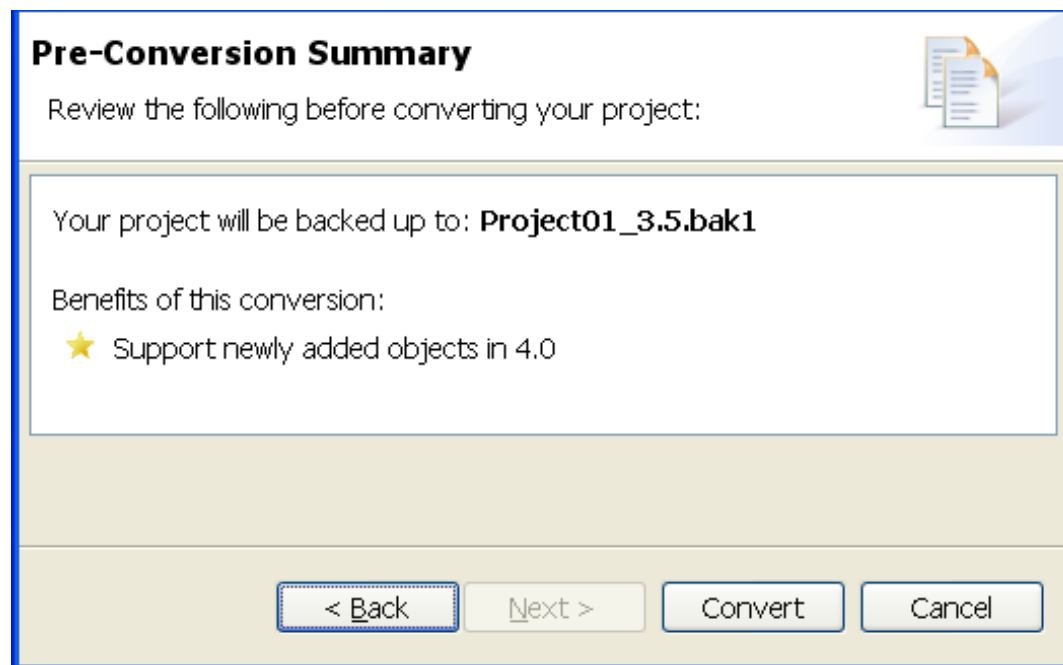 Pre-Conversion Summary
Review the following before converting your project:
Your project will be backed up to: Project01_3.5.bak1
Benefits of this conversion:
Support newly added objects in 4.0
< Back Next > Convert Cancel